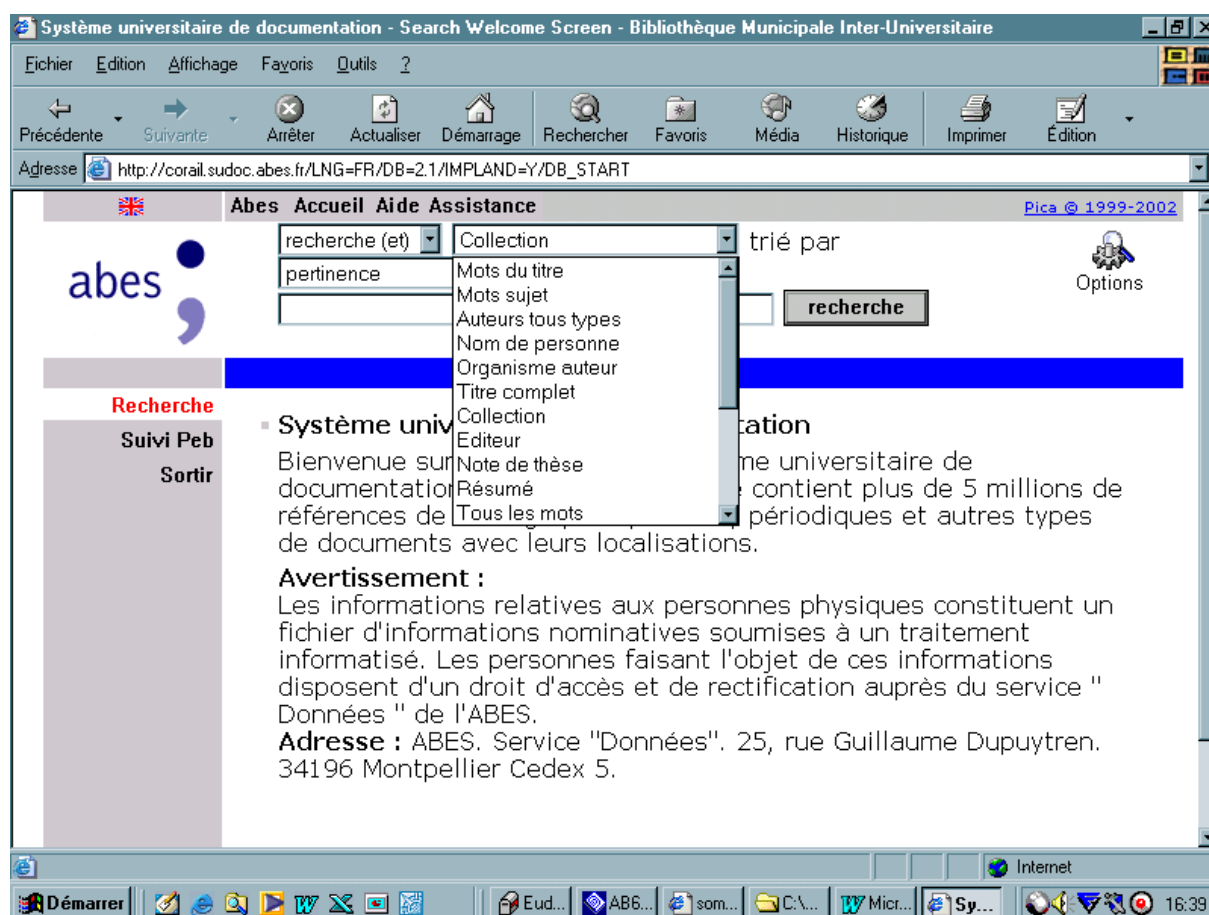 Système universitaire de documentation - Search Welcome Screen - Bibliothèque Municipale Inter-Universitaire
Fichier Edition Affichage Favoris Outils ?
Précédente Suivante Arrêter Actualiser Démarrage Rechercher Favoris Média Historique Imprimer Édition
Adresse http://corail.sudoc.abes.fr/LNG=FR/DB=2.1/IMPLAND=Y/DB_START
Abes Accueil Aide Assistance Pica © 1999-2002
abes
recherche (et) Collection trié par
pertinence
Options
recherche
Mots du titre
Mots sujet
Auteurs tous types
Nom de personne
Organisme auteur
Titre complet
Collection
Editeur
Note de thèse
Résumé
Tous les mots
Recherche
Suivi Peb
Sortir
Système univ ation
Bienvenue sur me universitaire de
documentation contient plus de 5 millions de
références de périodiques et autres types
de documents avec leurs localisations.
Avertissement :
Les informations relatives aux personnes physiques constituent un
fichier d'informations nominatives soumises à un traitement
informatisé. Les personnes faisant l'objet de ces informations
disposent d'un droit d'accès et de rectification auprès du service "
Données " de l'ABES.
Adresse : ABES. Service "Données". 25, rue Guillaume Dupuytren.
34196 Montpellier Cedex 5.
Internet
Démarrer Eud... AB6... som... C:\... Micr... Sy... 16:39